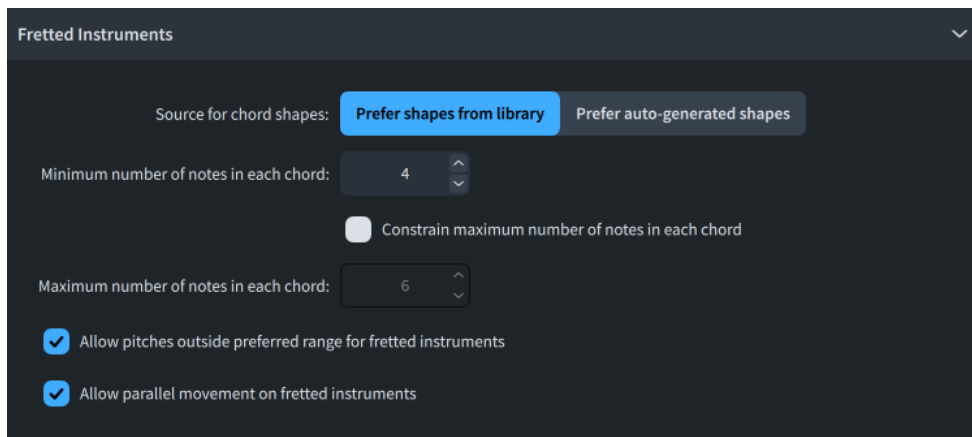 Fretted Instruments
Source for chord shapes: Prefer shapes from library Prefer auto-generated shapes
Minimum number of notes in each chord: 4
Constrain maximum number of notes in each chord
Maximum number of notes in each chord: 6
Allow pitches outside preferred range for fretted instruments
Allow parallel movement on fretted instruments